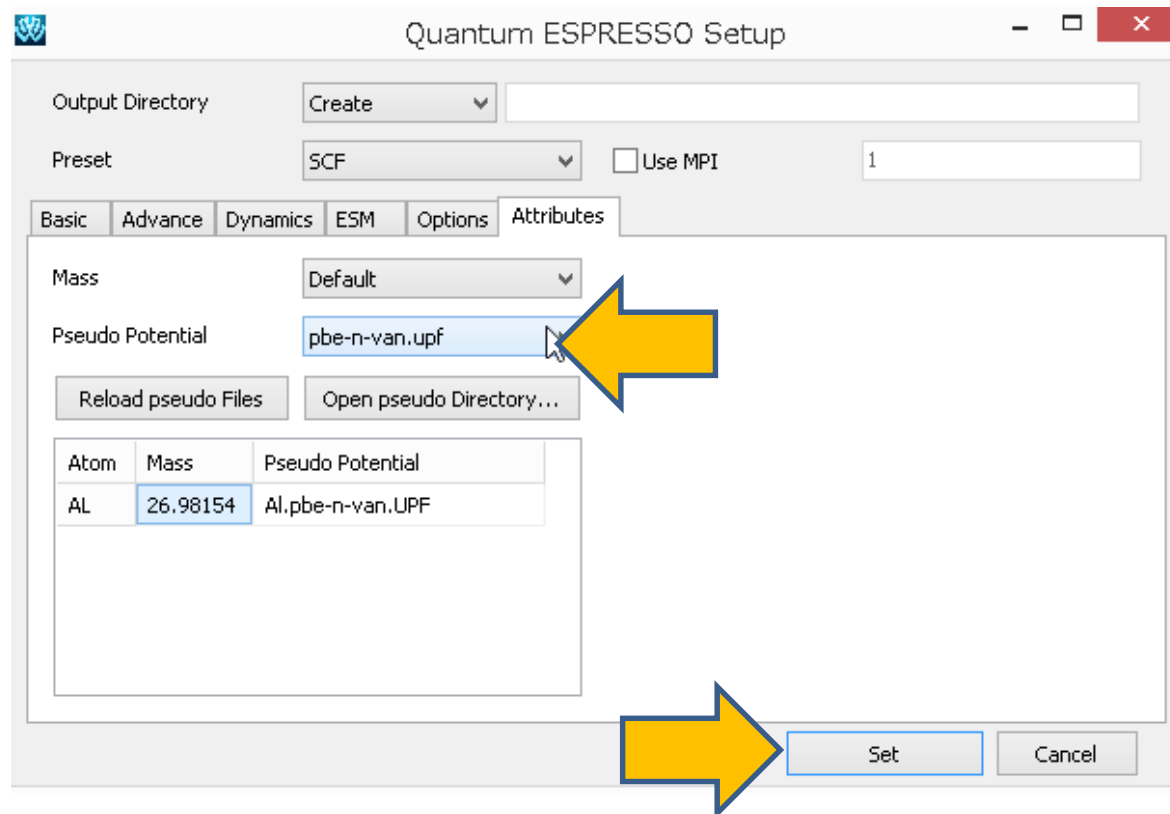 Quantum ESPRESSO Setup
Output Directory Create
Preset SCF Use MPI 1
Basic Advance Dynamics ESM Options Attributes
Mass Default
Pseudo Potential pbe-n-van.upf
Reload pseudo Files Open pseudo Directory...
Atom Mass Pseudo Potential
AL 26.98154 Al.pbe-n-van.UPF
Set Cancel